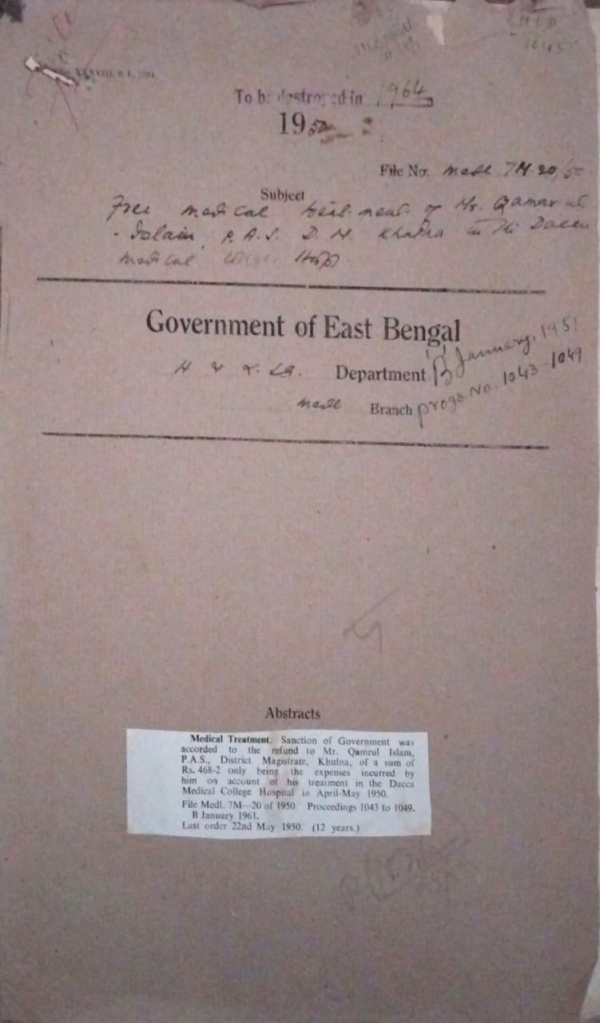 To be destroyed in 1964
1950
File No. Medl. 7M-20/50
Subject
Free medical treatment of Mr. Qamarul
- Islam, P.A.S. D. M. Khulna in the Dacca
Medical Hosp
Government of East Bengal
H Department B January, 1951
Medl Branch progs No. 1043-1049
Abstracts
Medical Treatment. Sanction of Government was
accorded to the refund to Mr. Qamrul Islam,
P.A.S., District Magistrate, Khulna, of a sum of
Rs. 468-2 only being the expenses incurred by
him on account of his treatment in the Dacca
Medical College Hospital in April-May 1950.
File Medl. 7M—20 of 1950. Proceedings 1043 to 1049.
B January 1961.
Last order 22nd May 1950. (12 years.)